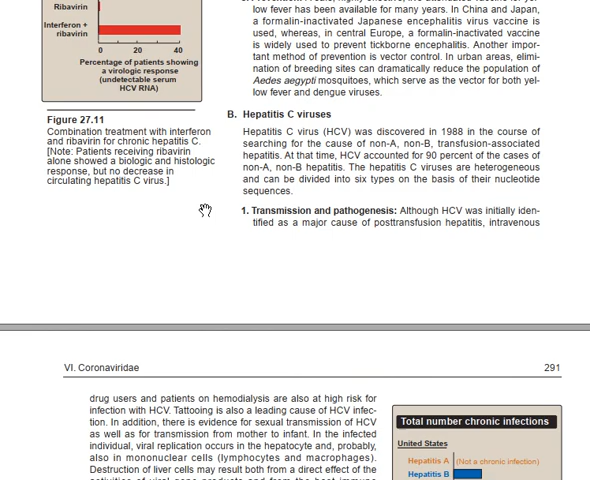 low fever has been available for many years. In China and Japan,
a formalin-inactivated Japanese encephalitis virus vaccine is
used, whereas, in central Europe, a formalin-inactivated vaccine
is widely used to prevent tickborne encephalitis. Another impor-
tant method of prevention is vector control. In urban areas, elimi-
nation of breeding sites can dramatically reduce the population of
Aedes aegypti mosquitoes, which serve as the vector for both yel-
low fever and dengue viruses.
Ribavirin
Interferon +
ribavirin
0 20 40
Percentage of patients showing
a virologic response
(undetectable serum
HCV RNA)
Figure 27.11
Combination treatment with interferon
and ribavirin for chronic hepatitis C.
[Note: Patients receiving ribavirin
alone showed a biologic and histologic
response, but no decrease in
circulating hepatitis C virus.]
B. Hepatitis C viruses
Hepatitis C virus (HCV) was discovered in 1988 in the course of
searching for the cause of non-A, non-B, transfusion-associated
hepatitis. At that time, HCV accounted for 90 percent of the cases of
non-A, non-B hepatitis. The hepatitis C viruses are heterogeneous
and can be divided into six types on the basis of their nucleotide
sequences.
1. Transmission and pathogenesis: Although HCV was initially iden-
tified as a major cause of posttransfusion hepatitis, intravenous
VI. Coronaviridae 291
drug users and patients on hemodialysis are also at high risk for
infection with HCV. Tattooing is also a leading cause of HCV infec-
tion. In addition, there is evidence for sexual transmission of HCV
as well as for transmission from mother to infant. In the infected
individual, viral replication occurs in the hepatocyte and, probably,
also in mononuclear cells (lymphocytes and macrophages).
Destruction of liver cells may result both from a direct effect of the
Total number chronic infections
United States
Hepatitis A (Not a chronic infection)
Hepatitis B